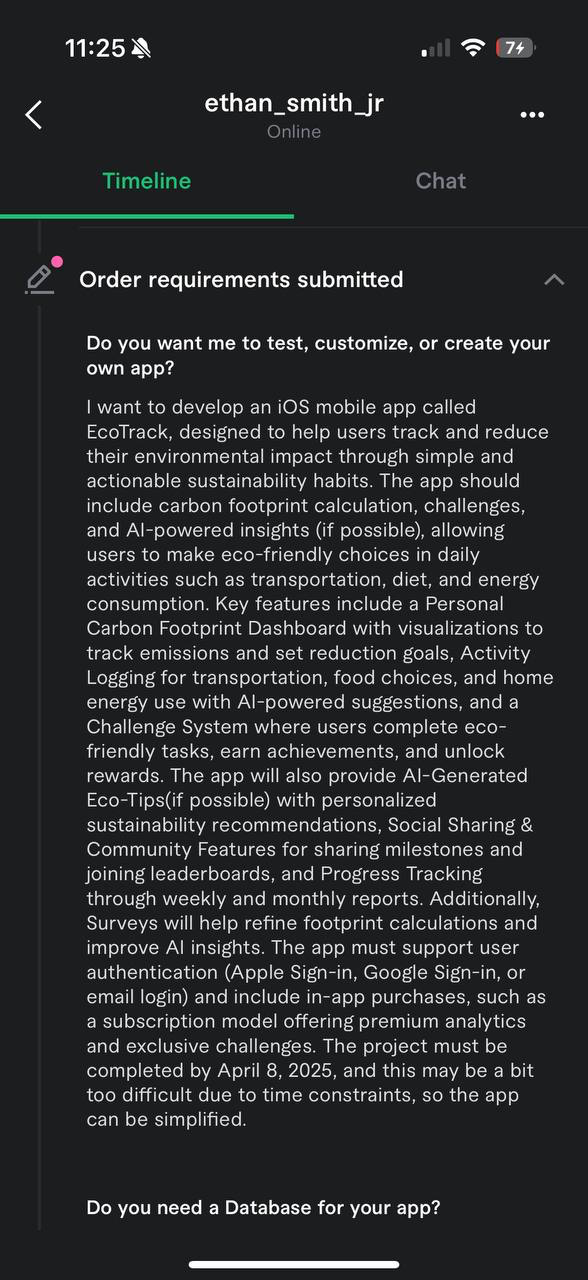 11:25
7
ethan_smith_jr
Online
Timeline
Chat
Order requirements submitted
Do you want me to test, customize, or create your
own app?
I want to develop an iOS mobile app called
EcoTrack, designed to help users track and reduce
their environmental impact through simple and
actionable sustainability habits. The app should
include carbon footprint calculation, challenges,
and AI-powered insights (if possible), allowing
users to make eco-friendly choices in daily
activities such as transportation, diet, and energy
consumption. Key features include a Personal
Carbon Footprint Dashboard with visualizations to
track emissions and set reduction goals, Activity
Logging for transportation, food choices, and home
energy use with AI-powered suggestions, and a
Challenge System where users complete eco-
friendly tasks, earn achievements, and unlock
rewards. The app will also provide AI-Generated
Eco-Tips(if possible) with personalized
sustainability recommendations, Social Sharing &
Community Features for sharing milestones and
joining leaderboards, and Progress Tracking
through weekly and monthly reports. Additionally,
Surveys will help refine footprint calculations and
improve AI insights. The app must support user
authentication (Apple Sign-in, Google Sign-in, or
email login) and include in-app purchases, such as
a subscription model offering premium analytics
and exclusive challenges. The project must be
completed by April 8, 2025, and this may be a bit
too difficult due to time constraints, so the app
can be simplified.
Do you need a Database for your app?